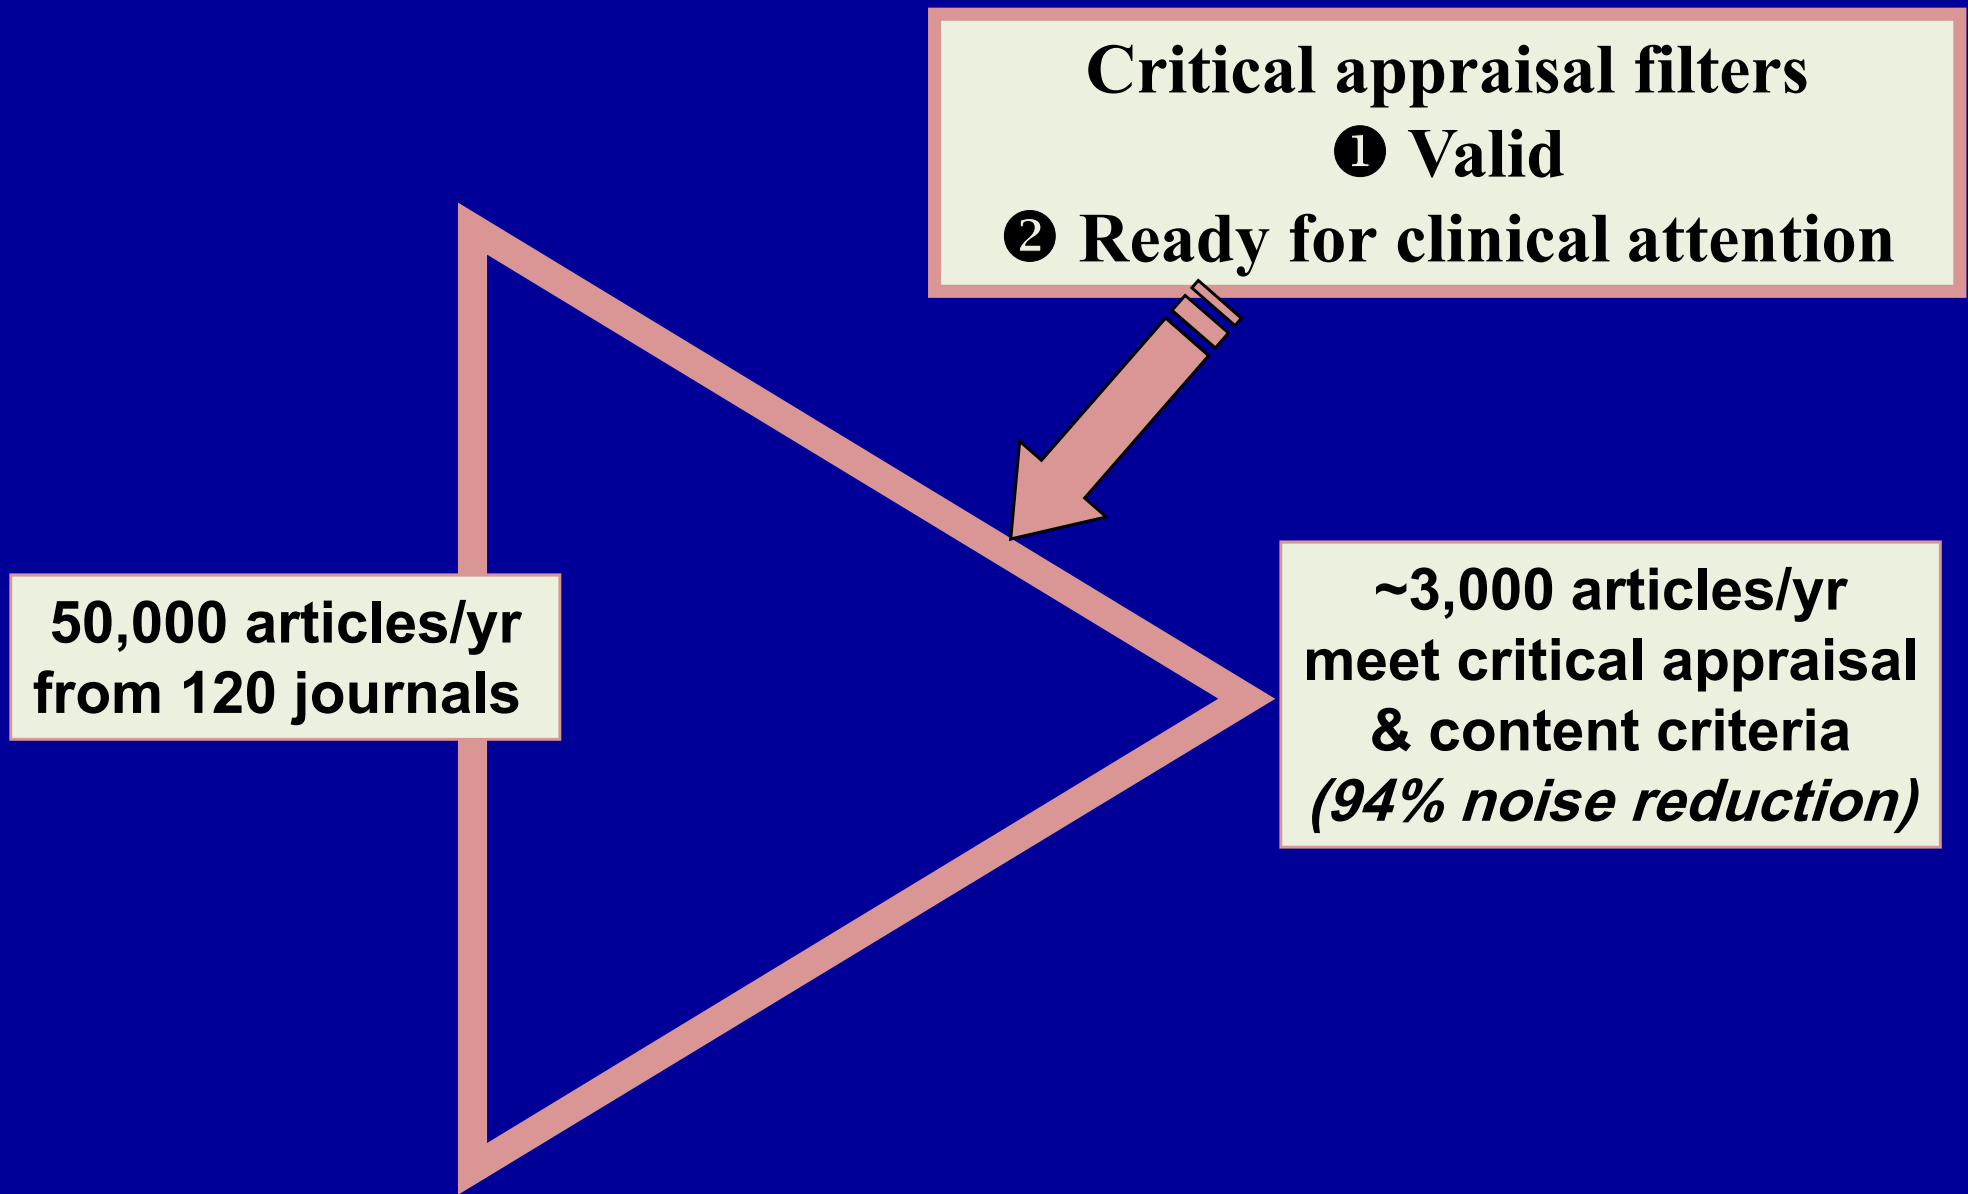 Critical appraisal filters
❶ Valid
❷ Ready for clinical attention
50,000 articles/yr
from 120 journals
~3,000 articles/yr
meet critical appraisal
& content criteria
(94% noise reduction)